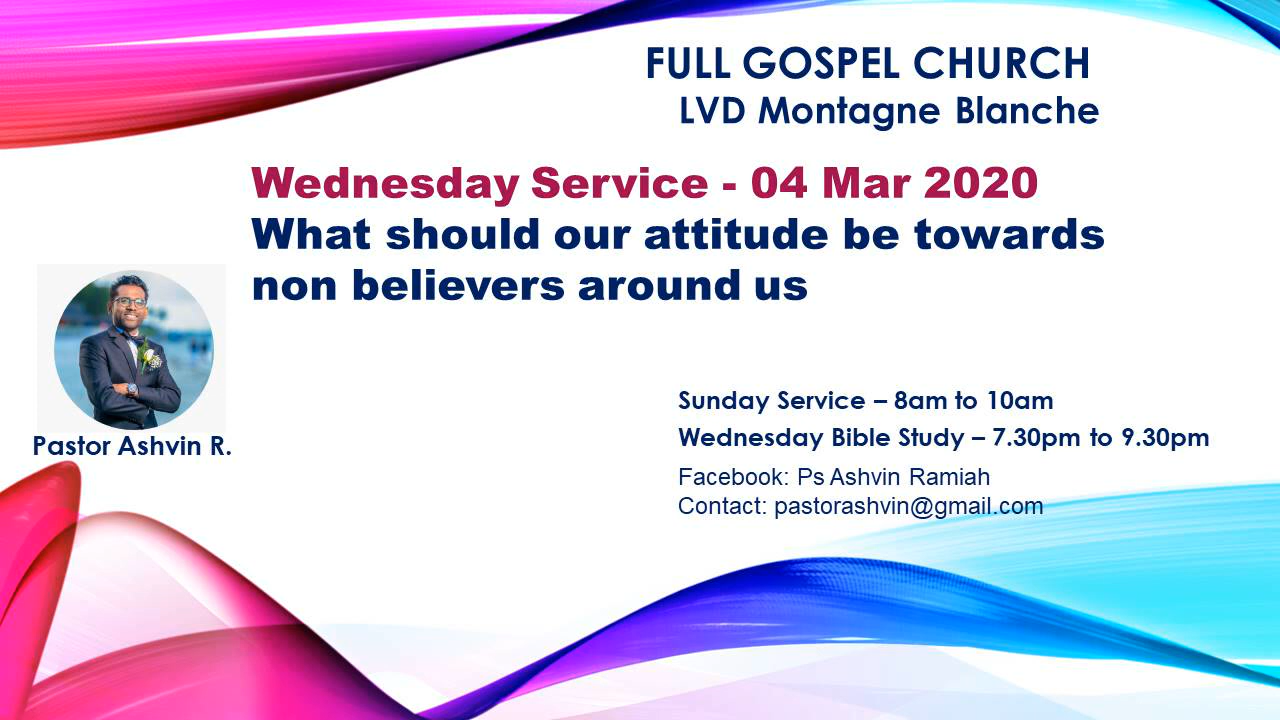 FULL GOSPEL CHURCH
LVD Montagne Blanche
Wednesday Service - 04 Mar 2020
What should our attitude be towards
non believers around us
Pastor Ashvin R.
Sunday Service – 8am to 10am
Wednesday Bible Study – 7.30pm to 9.30pm
Facebook: Ps Ashvin Ramiah
Contact: pastorashvin@gmail.com